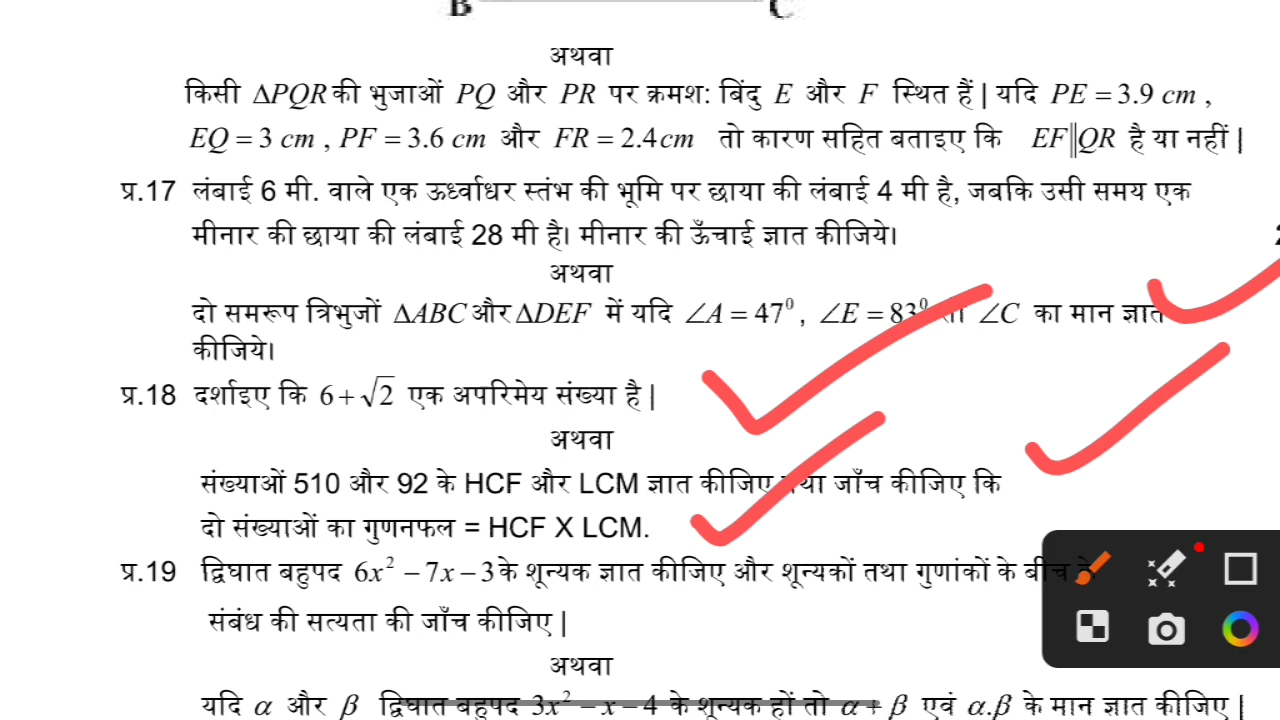 B C
अथवा
किसी ΔPQR की भुजाओं PQ और PR पर क्रमश: बिंदु E और F स्थित हैं | यदि PE = 3.9 cm ,
EQ = 3 cm , PF = 3.6 cm और FR = 2.4cm तो कारण सहित बताइए कि EF||QR है या नहीं |
प्र.17 लंबाई 6 मी. वाले एक ऊर्ध्वाधर स्तंभ की भूमि पर छाया की लंबाई 4 मी है, जबकि उसी समय एक
मीनार की छाया की लंबाई 28 मी है। मीनार की ऊँचाई ज्ञात कीजिये।
अथवा
दो समरूप त्रिभुजों ΔABC और ΔDEF में यदि ∠A = 47⁰ , ∠E = 83⁰ तो ∠C का मान ज्ञात
कीजिये।
प्र.18 दर्शाइए कि 6 + √2 एक अपरिमेय संख्या है |
अथवा
संख्याओं 510 और 92 के HCF और LCM ज्ञात कीजिए तथा जाँच कीजिए कि
दो संख्याओं का गुणनफल = HCF X LCM.
प्र.19 द्विघात बहुपद 6x² – 7x – 3 के शून्यक ज्ञात कीजिए और शून्यकों तथा गुणांकों के बीच के
संबंध की सत्यता की जाँच कीजिए |
अथवा
यदि α और β द्विघात बहुपद 3x² – x – 4 के शून्यक हों तो α + β एवं α.β के मान ज्ञात कीजिए |